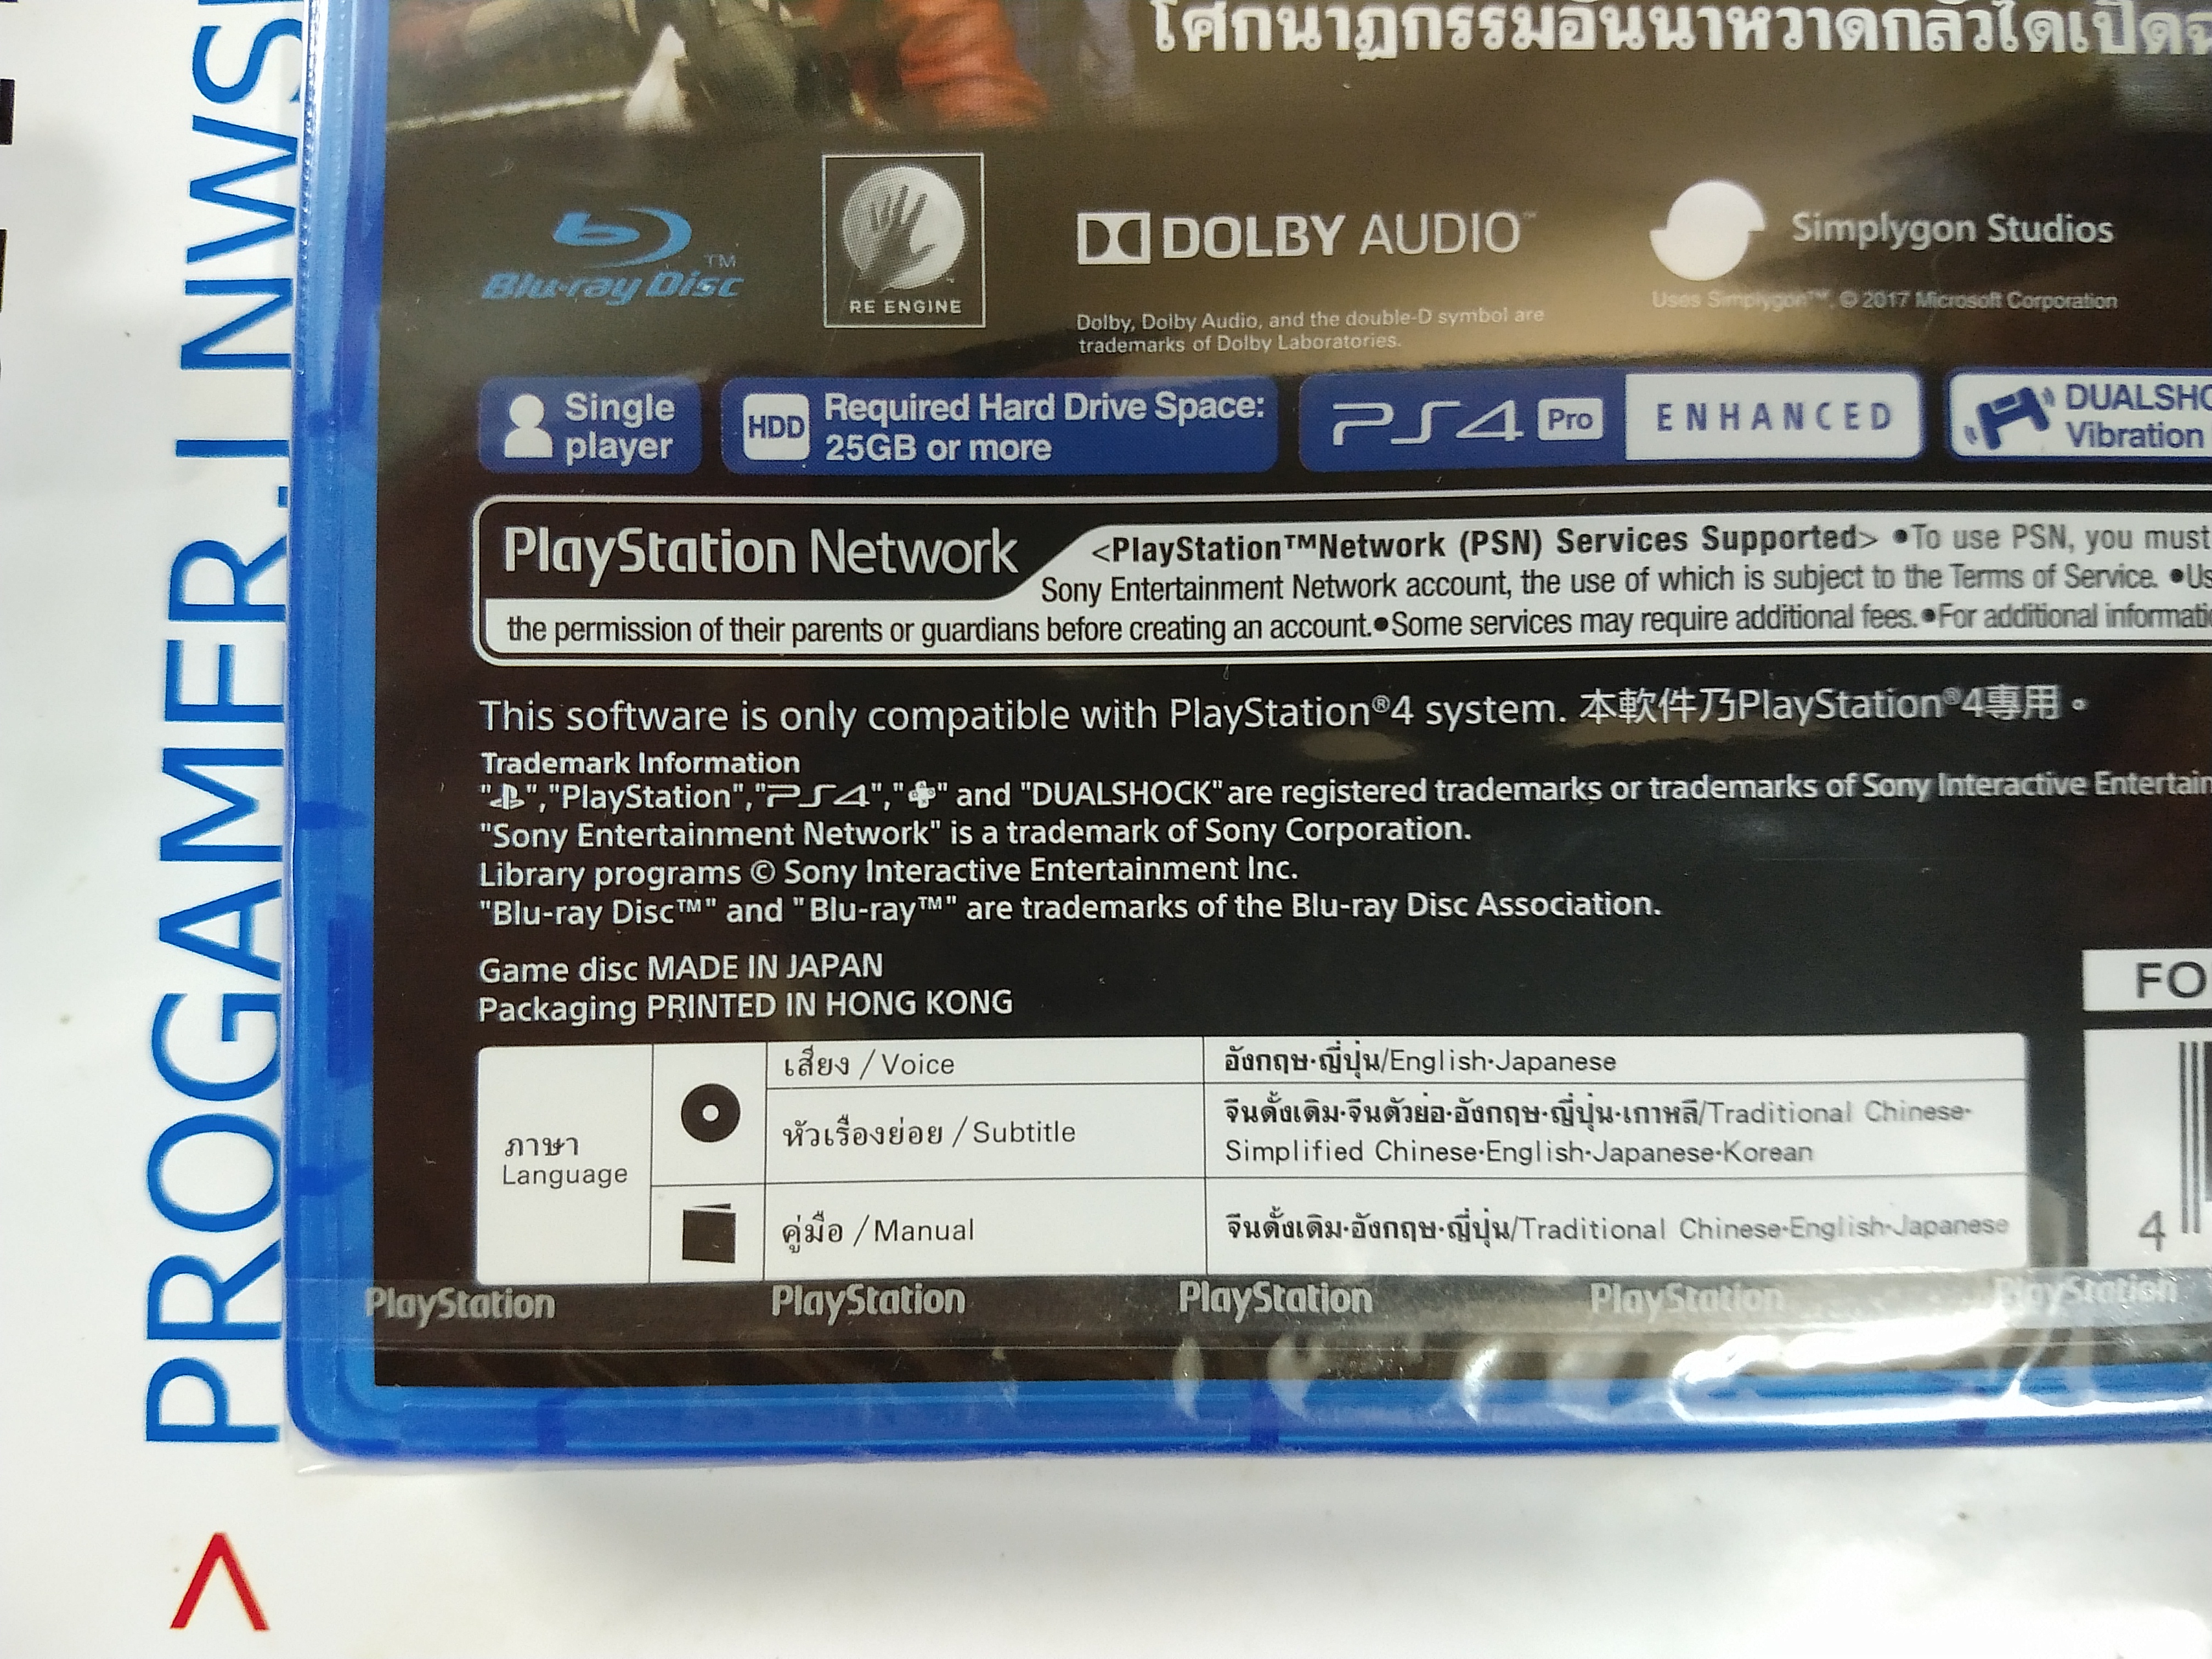 โศกนาฏกรรมอันน่าหวาดกลัวได้เปิด
Blu-ray Disc™
RE ENGINE
DOLBY AUDIO™
Dolby, Dolby Audio, and the double-D symbol are
trademarks of Dolby Laboratories.
Simplygon Studios
Uses Simplygon™, © 2017 Microsoft Corporation
Single
player
HDD
Required Hard Drive Space:
25GB or more
PS4 Pro ENHANCED
Vibration
PlayStation Network
<PlayStation™Network (PSN) Services Supported> •To use PSN, you must
Sony Entertainment Network account, the use of which is subject to the Terms of Service. •
the permission of their parents or guardians before creating an account.•Some services may require additional fees.•For additional
This software is only compatible with PlayStation®4 system. 本軟件乃PlayStation®4專用。
Trademark Information
"","PlayStation","PS4","" and "DUALSHOCK" are registered trademarks or trademarks of Sony Interactive
"Sony Entertainment Network" is a trademark of Sony Corporation.
Library programs © Sony Interactive Entertainment Inc.
"Blu-ray Disc™" and "Blu-ray™" are trademarks of the Blu-ray Disc Association.
Game disc MADE IN JAPAN
Packaging PRINTED IN HONG KONG
FO
ภาษา
Language
เสียง / Voice
อังกฤษ·ญี่ปุ่น/English·Japanese
หัวเรื่องย่อย / Subtitle
จีนดั้งเดิม·จีนตัวย่อ·อังกฤษ·ญี่ปุ่น·เกาหลี/Traditional Chinese·
Simplified Chinese·English·Japanese·Korean
คู่มือ / Manual
จีนดั้งเดิม·อังกฤษ·ญี่ปุ่น/Traditional Chinese·English·Japanese
4
PlayStation PlayStation PlayStation PlayStation PlayStation
PROGAMER.LNWS